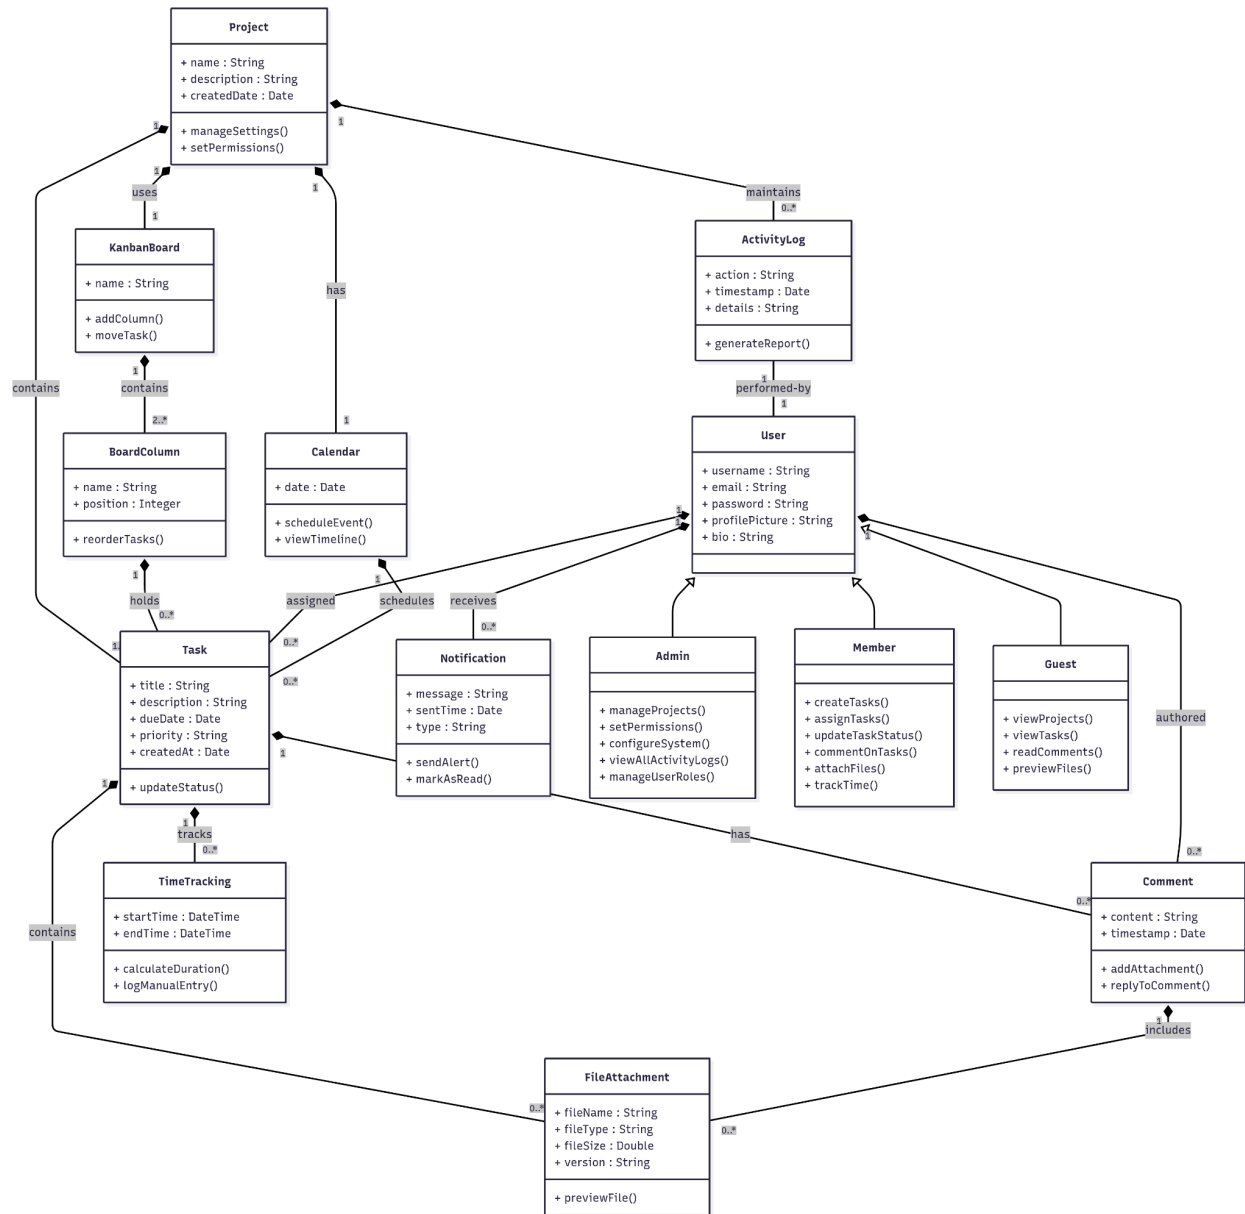 Project
+ name : String
+ description : String
+ createdDate : Date
+ manageSettings()
+ setPermissions()
1
1
1
1
uses
maintains
1
0..*
KanbanBoard
+ name : String
+ addColumn()
+ moveTask()
ActivityLog
+ action : String
+ timestamp : Date
+ details : String
+ generateReport()
has
1
contains
contains
2..*
1
1
performed-by
1
BoardColumn
+ name : String
+ position : Integer
+ reorderTasks()
Calendar
+ date : Date
+ scheduleEvent()
+ viewTimeline()
User
+ username : String
+ email : String
+ password : String
+ profilePicture : String
+ bio : String
1
1
1
1
1
holds
assigned
schedules
receives
0..*
0..*
0..*
1.
0..*
Task
+ title : String
+ description : String
+ dueDate : Date
+ priority : String
+ createdAt : Date
+ updateStatus()
Notification
+ message : String
+ sentTime : Date
+ type : String
+ sendAlert()
+ markAsRead()
Admin
+ manageProjects()
+ setPermissions()
+ configureSystem()
+ viewAllActivityLogs()
+ manageUserRoles()
Member
+ createTasks()
+ assignTasks()
+ updateTaskStatus()
+ commentOnTasks()
+ attachFiles()
+ trackTime()
Guest
+ viewProjects()
+ viewTasks()
+ readComments()
+ previewFiles()
authored
1
1
1
tracks
0..*
has
0..*
0..*
TimeTracking
+ startTime : DateTime
+ endTime : DateTime
+ calculateDuration()
+ logManualEntry()
contains
Comment
+ content : String
+ timestamp : Date
+ addAttachment()
+ replyToComment()
1
includes
0..*
0..*
FileAttachment
+ fileName : String
+ fileType : String
+ fileSize : Double
+ version : String
+ previewFile()